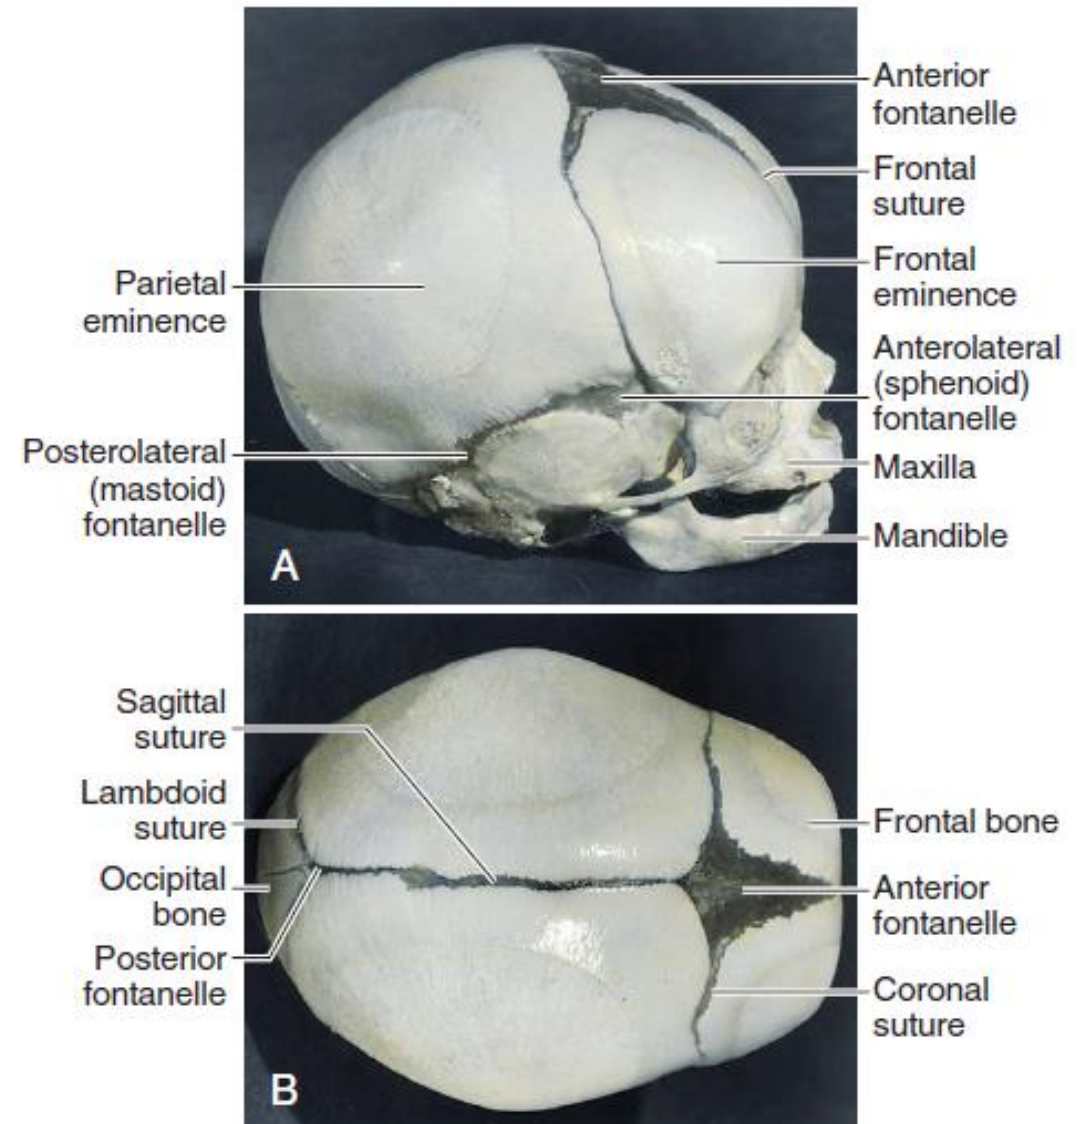 Anterior
fontanelle
Frontal
suture
Frontal
eminence
Parietal
eminence
Anterolateral
(sphenoid)
fontanelle
Posterolateral
(mastoid)
fontanelle
Maxilla
Mandible
A
Sagittal
suture
Lambdoid
suture
Occipital
bone
Posterior
fontanelle
Frontal bone
Anterior
fontanelle
Coronal
suture
B